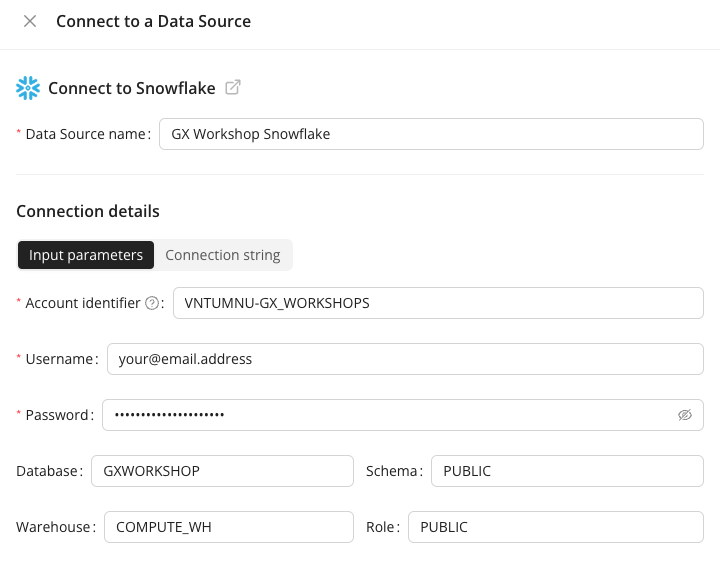 Connect to a Data Source
Connect to Snowflake
* Data Source name: GX Workshop Snowflake
Connection details
Input parameters Connection string
* Account identifier ? : VNTUMNU-GX_WORKSHOPS
* Username: your@email.address
* Password: •••••••••••••••••••••
Database: GXWORKSHOP Schema: PUBLIC
Warehouse: COMPUTE_WH Role: PUBLIC